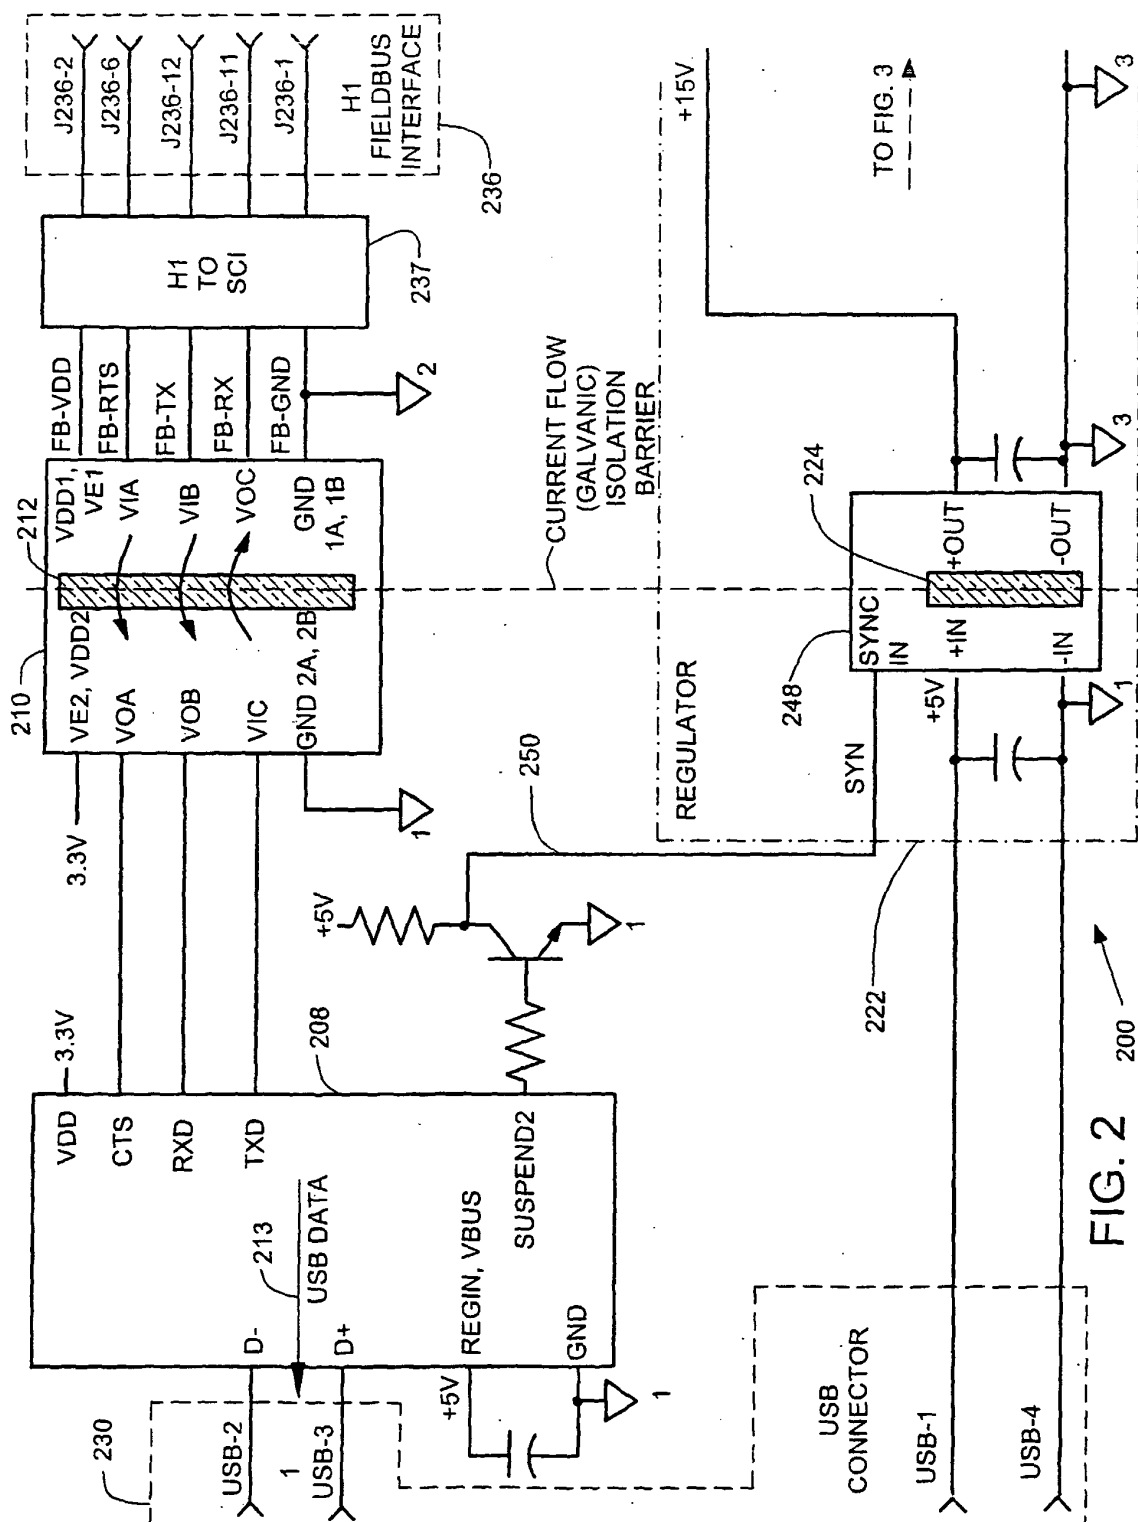 230
USB-2
1
USB-3
D-
D+
213
USB DATA
REGIN, VBUS
GND
+5V
1
SUSPEND2
VDD
CTS
RXD
TXD
3.3V
208
+5V
1
250
SYN
3.3V
210
212
VE2, VDD2
VOA
VOB
VIC
GND 2A, 2B
1
VDD1,
VE1
VIA
VIB
VOC
GND
1A, 1B
FB-VDD
FB-RTS
FB-TX
FB-RX
FB-GND
2
H1
TO
SCI
237
J236-2
J236-6
J236-12
J236-11
J236-1
H1
FIELDBUS
INTERFACE
236
CURRENT FLOW
(GALVANIC)
ISOLATION
BARRIER
REGULATOR
222
248
SYNC
IN
+IN
-IN
+OUT
-OUT
224
+5V
1
3
+15V
TO FIG. 3
3
USB
CONNECTOR
USB-1
USB-4
200
FIG. 2